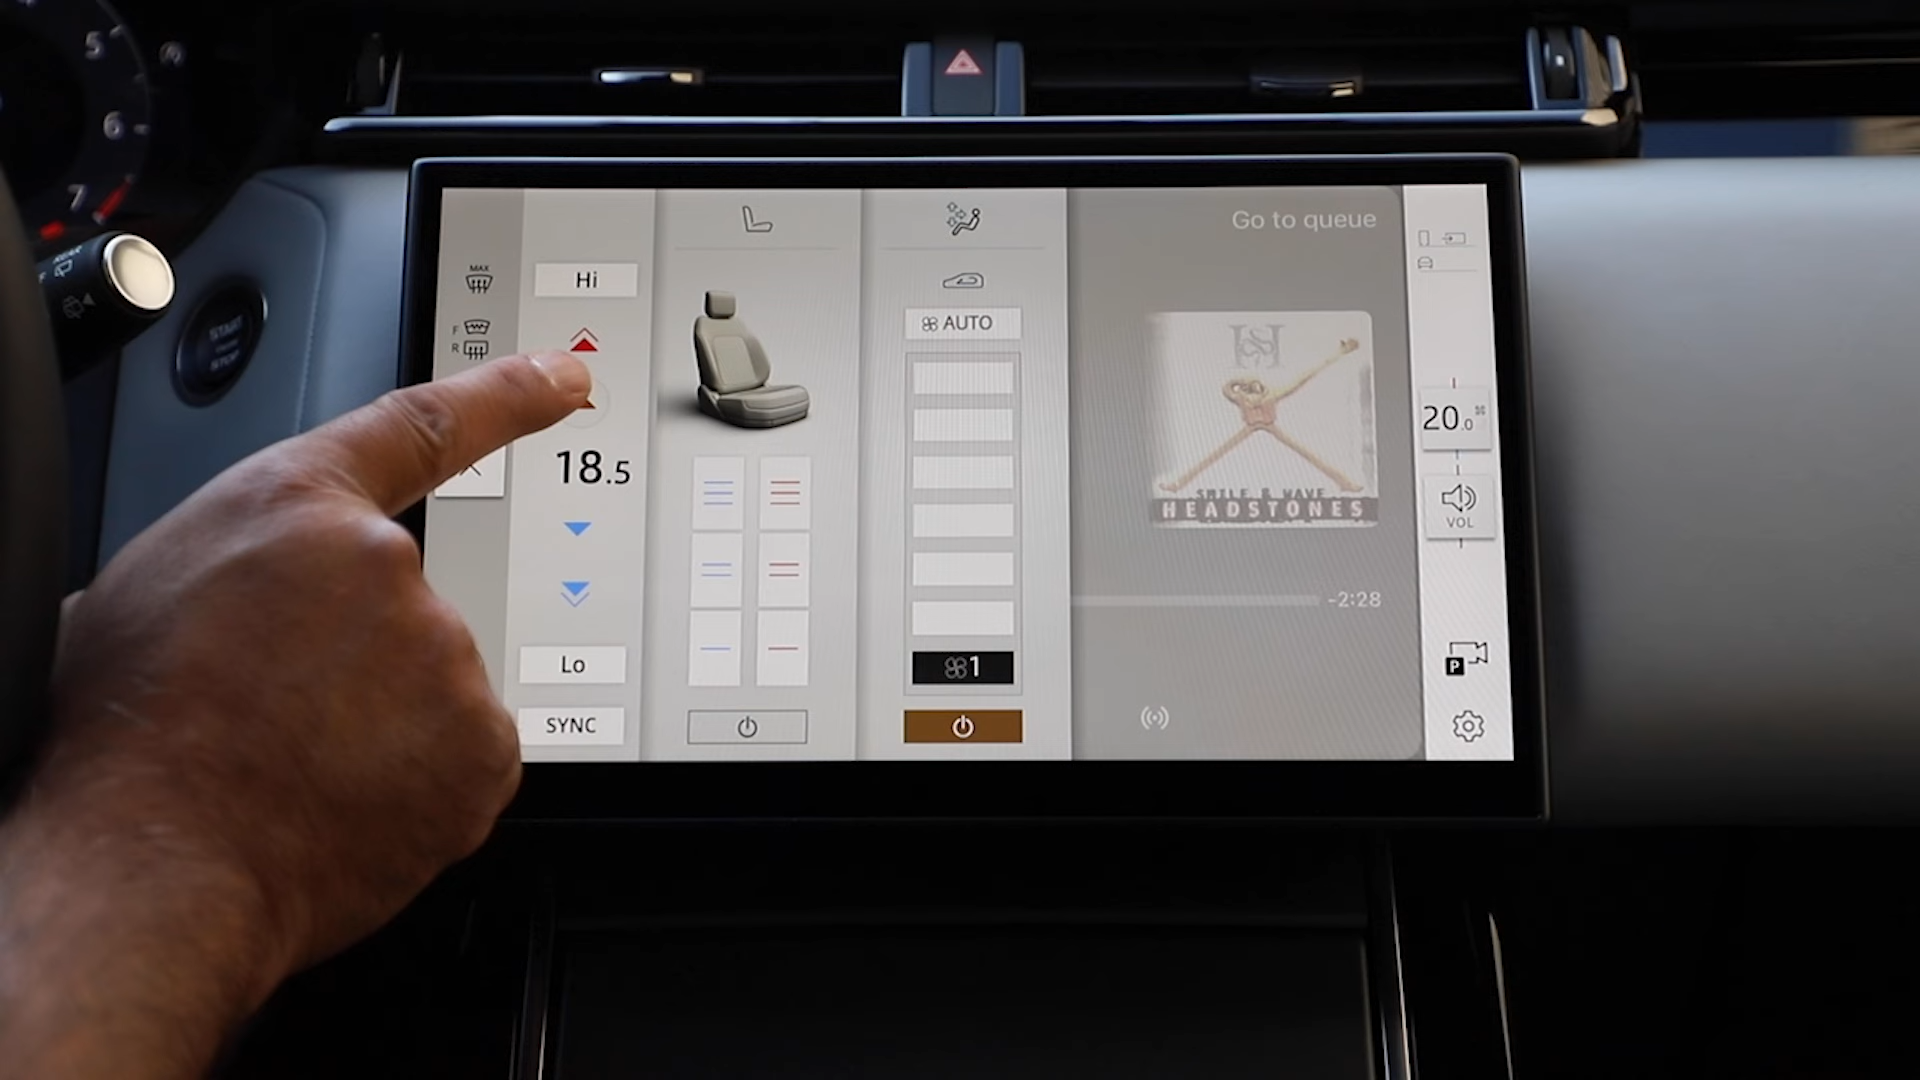 5
6
7
REAR
START
STOP
Go to queue
MAX
Hi
F
R
AUTO
18.5
20.0
SMILE & WAVE
HEADSTONES
VOL
-2:28
Lo
1
P
SYNC